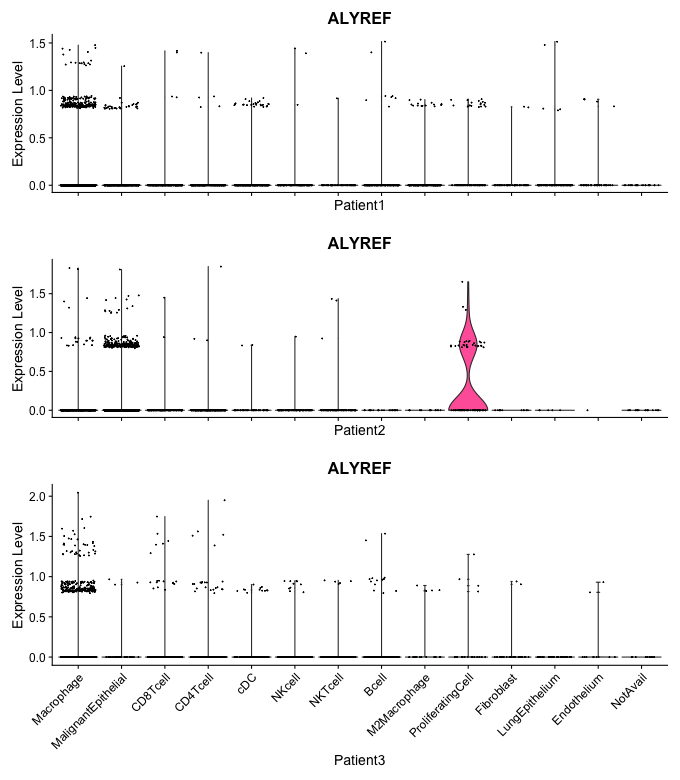 ALYREF
Expression Level
1.5
1.0
0.5
0.0
Patient1
ALYREF
Expression Level
1.5
1.0
0.5
0.0
Patient2
ALYREF
Expression Level
2.0
1.5
1.0
0.5
0.0
Macrophage
MalignantEpithelial
CD8Tcell
CD4Tcell
cDC
NKcell
NKTcell
Bcell
M2Macrophage
ProliferatingCell
Fibroblast
LungEpithelium
Endothelium
NotAvail
Patient3